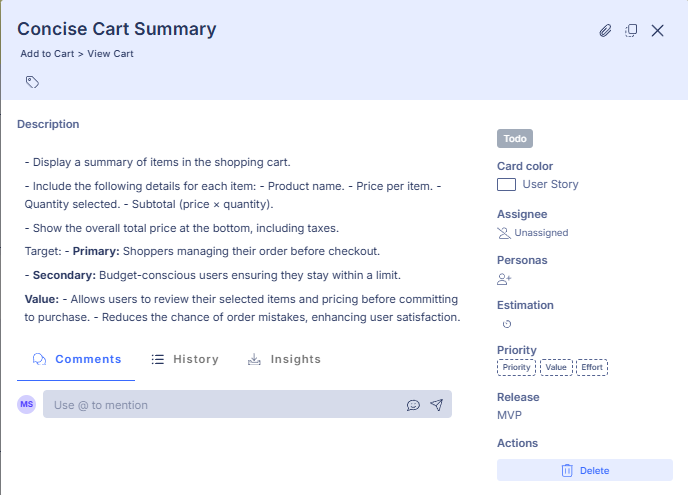 Concise Cart Summary
Add to Cart > View Cart
Description
- Display a summary of items in the shopping cart.
- Include the following details for each item: - Product name. - Price per item. -
Quantity selected. - Subtotal (price × quantity).
- Show the overall total price at the bottom, including taxes.
Target: - Primary: Shoppers managing their order before checkout.
- Secondary: Budget-conscious users ensuring they stay within a limit.
Value: - Allows users to review their selected items and pricing before committing
to purchase. - Reduces the chance of order mistakes, enhancing user satisfaction.
Comments
History
Insights
MS
Use @ to mention
Todo
Card color
User Story
Assignee
Unassigned
Personas
Estimation
Priority
Priority Value Effort
Release
MVP
Actions
Delete